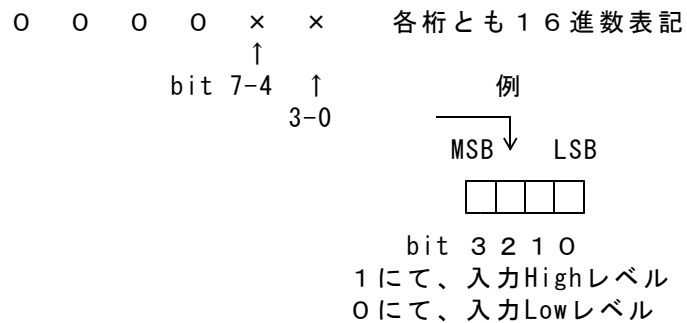 0 0 0 0 × × 各桁とも16進数表記
↑
bit 7-4 ↑ 例
3-0
MSB LSB
bit 3 2 1 0
1にて、入力Highレベル
0にて、入力Lowレベル